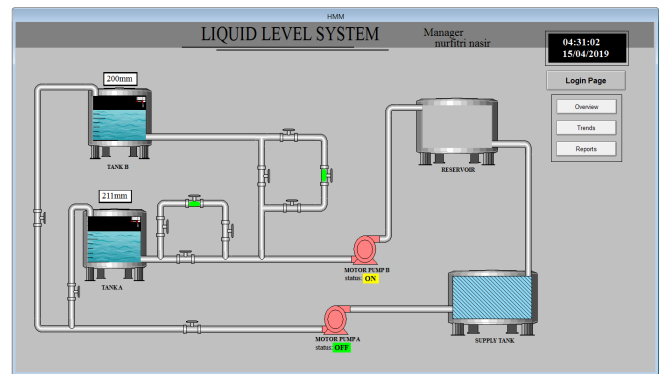 HMM
LIQUID LEVEL SYSTEM
Manager
nurfitri nasir
04:31:02
15/04/2019
Login Page
Overview
Trends
Reports
200mm
TANK B
RESERVOIR
211mm
TANK A
MOTOR PUMP B
status: ON
MOTOR PUMP A
status: OFF
SUPPLY TANK